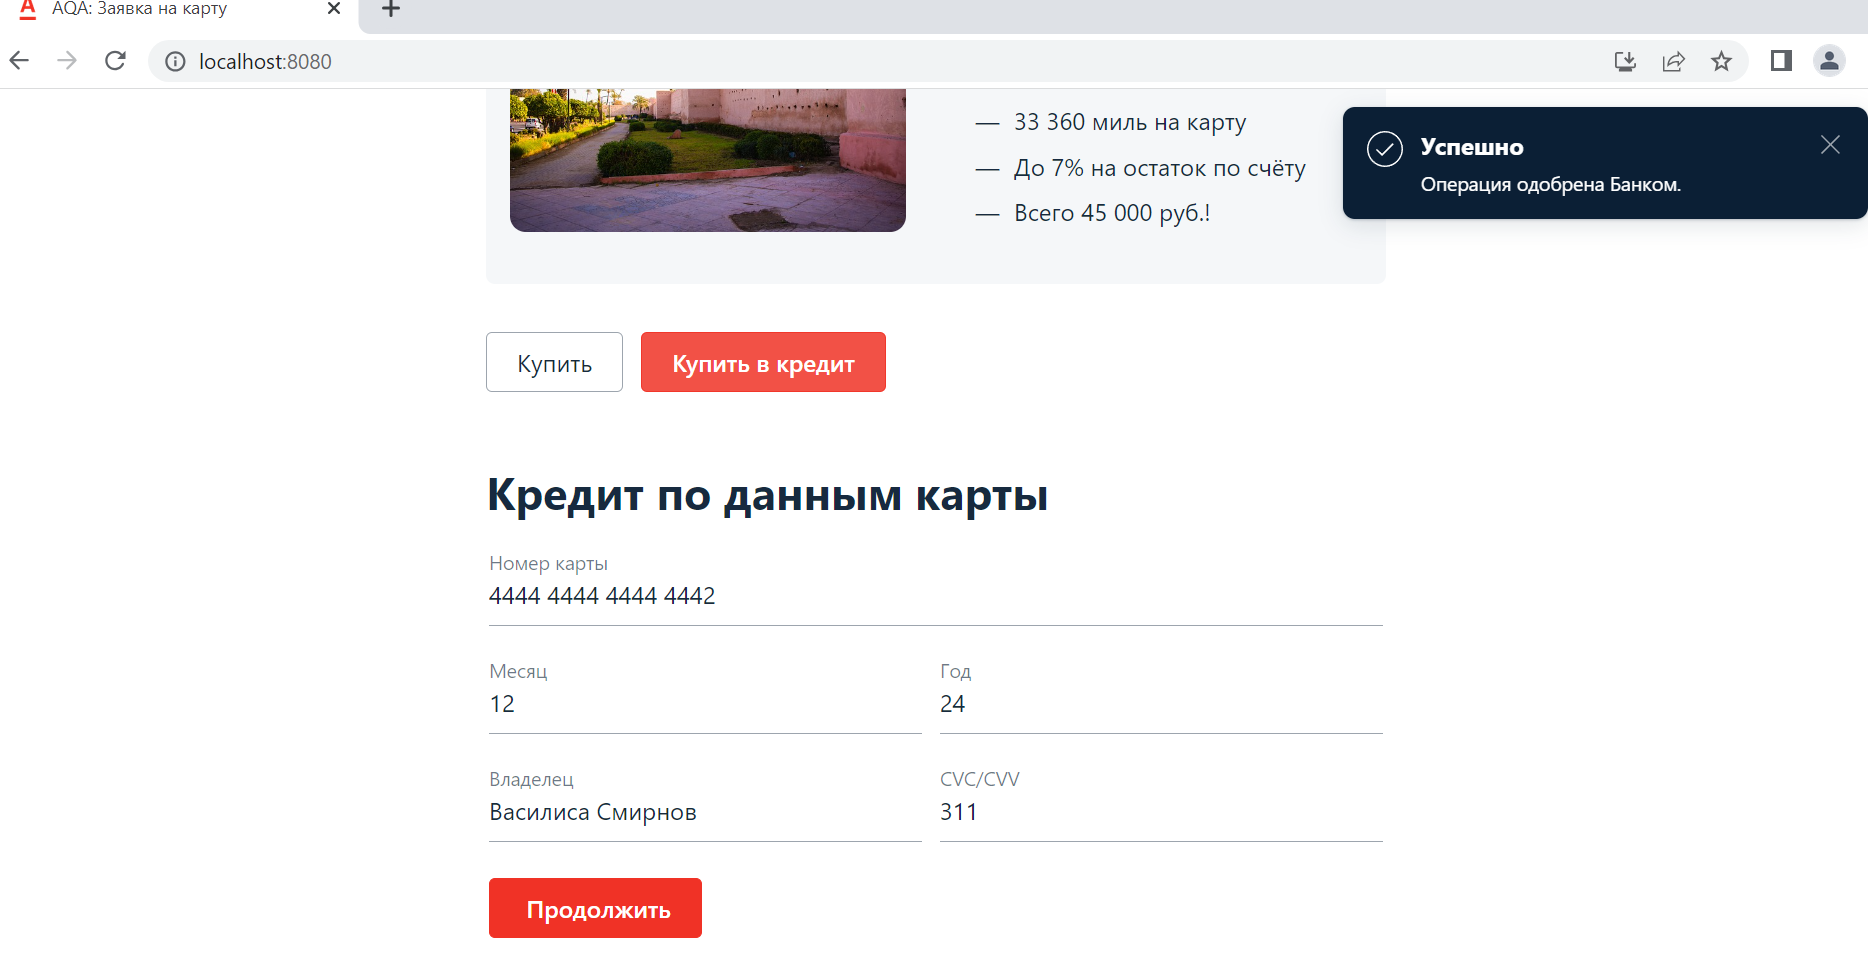 AQA: Заявка на карту
localhost:8080
— 33 360 миль на карту
— До 7% на остаток по счёту
— Всего 45 000 руб.!
Успешно
Операция одобрена Банком.
Купить
Купить в кредит
Кредит по данным карты
Номер карты
4444 4444 4444 4442
Месяц
12
Год
24
Владелец
Василиса Смирнов
CVC/CVV
311
Продолжить